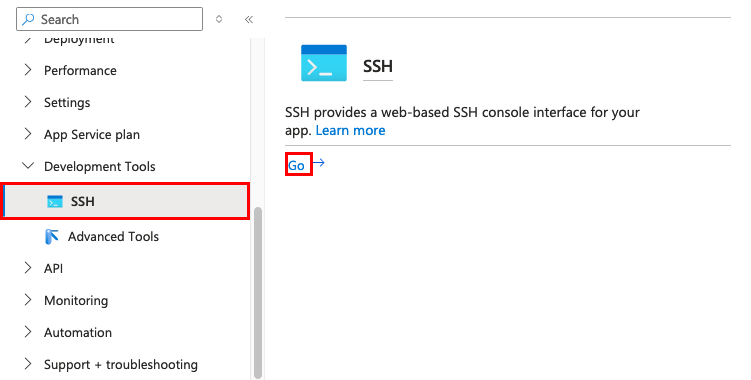 Search
Deployment
Performance
Settings
App Service plan
Development Tools
SSH
Advanced Tools
API
Monitoring
Automation
Support + troubleshooting
SSH
SSH provides a web-based SSH console interface for your
app. Learn more
Go